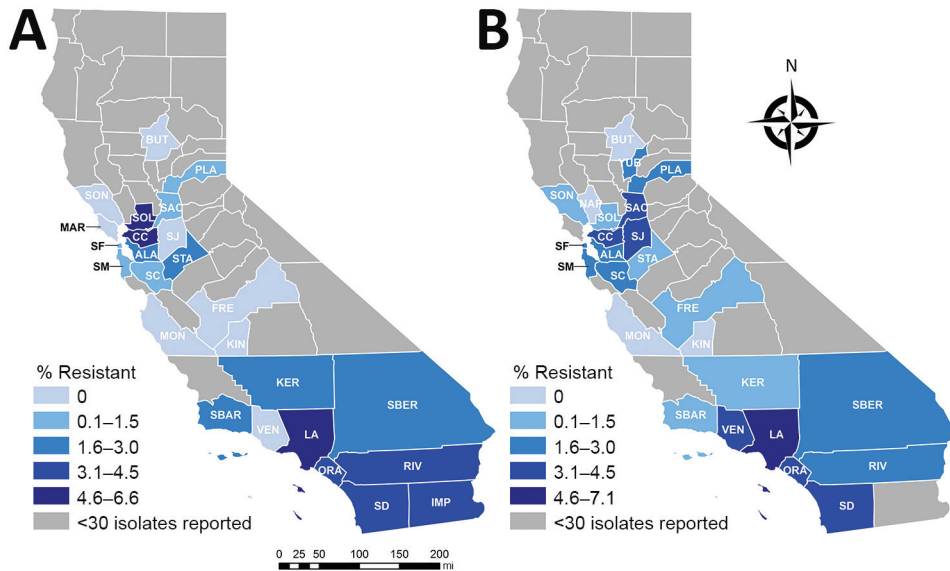 A
BUT
PLA
SON
SAC
MAR
SOL
CC
SJ
SF
ALA
STA
SM
SC
FRE
MON
KIN
KER
SBER
SBAR
VEN
LA
ORA
RIV
SD
IMP
% Resistant
0
0.1–1.5
1.6–3.0
3.1–4.5
4.6–6.6
<30 isolates reported
0 25 50 100 150 200
mi
B
N
BUT
YUB
PLA
SON
NAP
SAC
SOL
CC
SJ
SF
ALA
STA
SM
SC
FRE
MON
KIN
KER
SBER
SBAR
VEN
LA
ORA
RIV
SD
% Resistant
0
0.1–1.5
1.6–3.0
3.1–4.5
4.6–7.1
<30 isolates reported